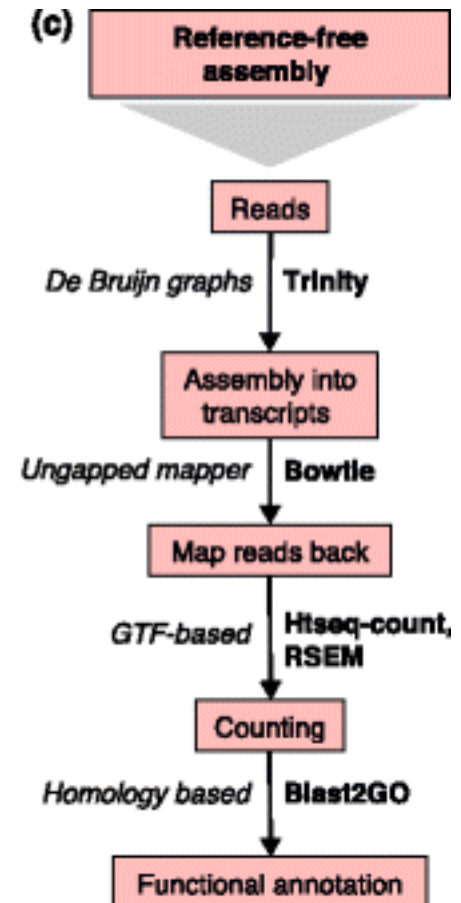 (c)
Reference-free
assembly
Reads
De Bruijn graphs Trinity
Assembly into
transcripts
Ungapped mapper Bowtie
Map reads back
GTF-based Htseq-count,
RSEM
Counting
Homology based Blast2GO
Functional annotation